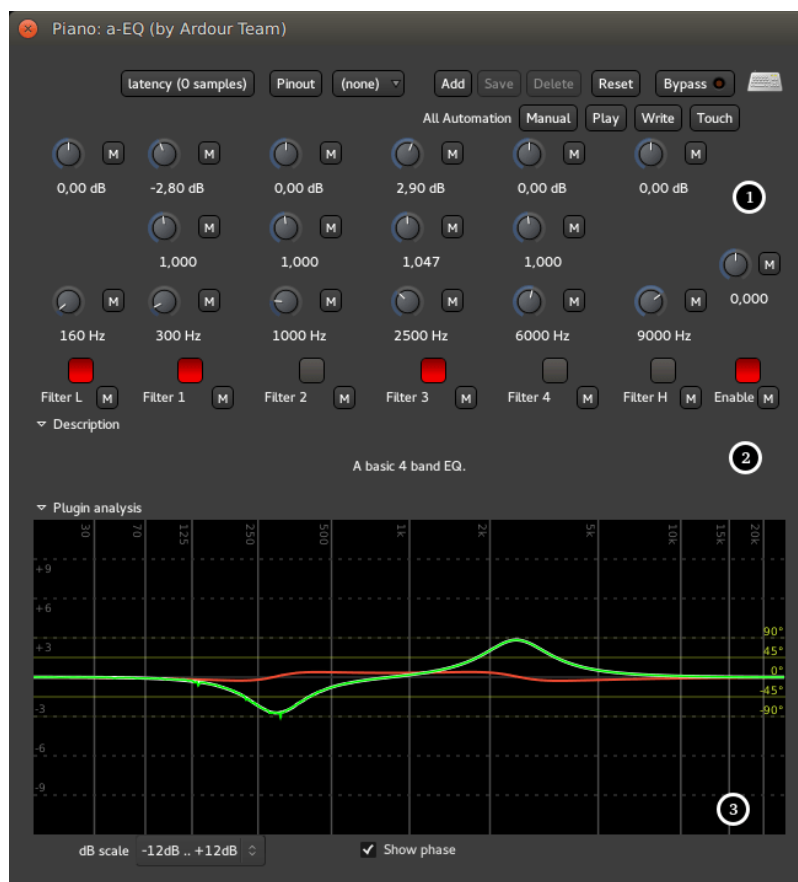 Piano: a-EQ (by Ardour Team)
latency (0 samples) Pinout (none) Add Save Delete Reset Bypass
All Automation Manual Play Write Touch
M M M M M M
0,00 dB -2,80 dB 0,00 dB 2,90 dB 0,00 dB 0,00 dB
1
M M M M
1,000 1,000 1,047 1,000
M
0,000
M M M M M M
160 Hz 300 Hz 1000 Hz 2500 Hz 6000 Hz 9000 Hz
Filter L M Filter 1 M Filter 2 M Filter 3 M Filter 4 M Filter H M Enable M
Description
2
A basic 4 band EQ.
Plugin analysis
30 70 125 250 500 1k 2k 5k 10k 15k 20k
+9
+6
90°
+3 45°
0°
-45°
-3 -90°
-6
-9
3
dB scale -12dB .. +12dB Show phase